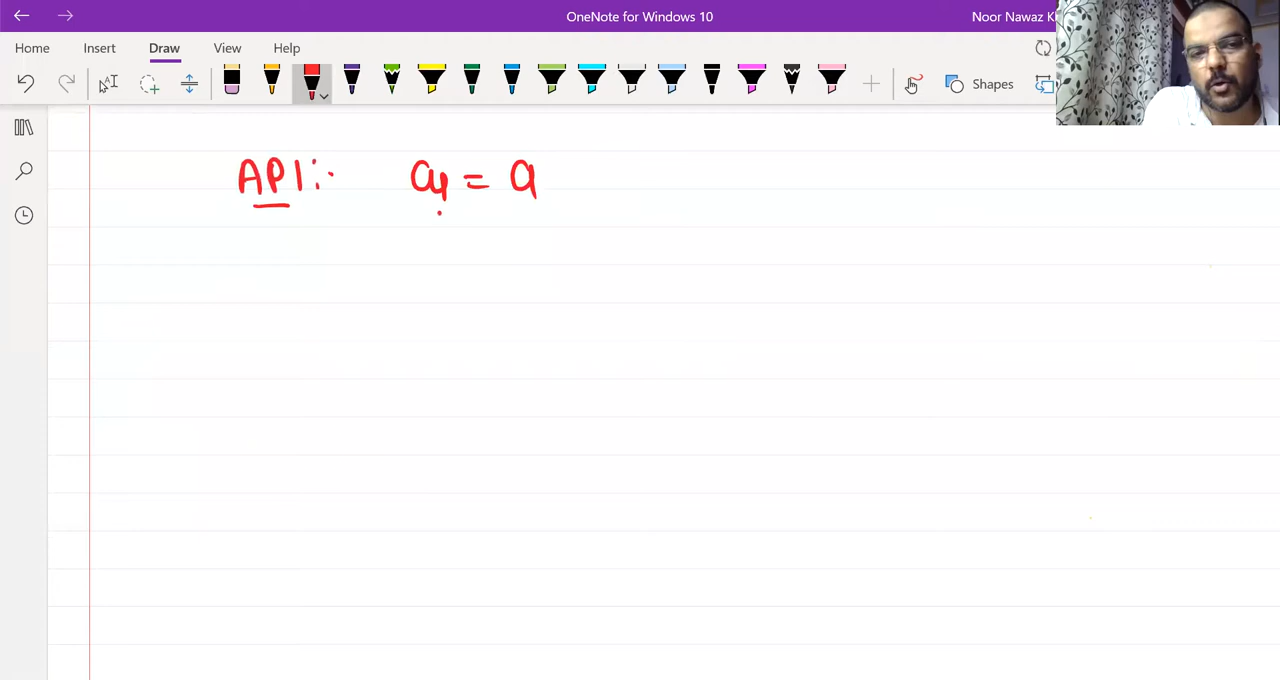 OneNote for Windows 10
Noor Nawaz K
Home Insert Draw View Help
Shapes
AP1:- a₁ = a